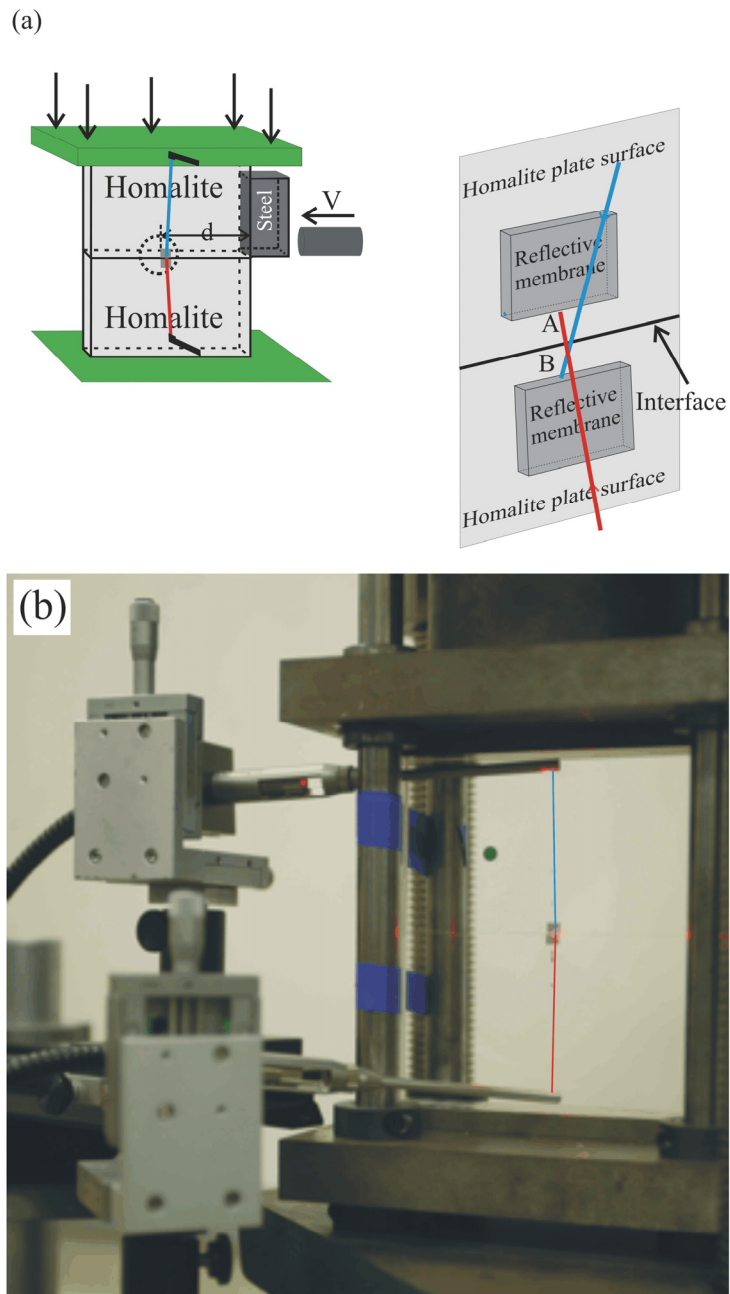 (a)
Homalite
Steel
V
d
Homalite
Homalite plate surface
Reflective
membrane
A
B
Reflective
membrane
Interface
Homalite plate surface
(b)